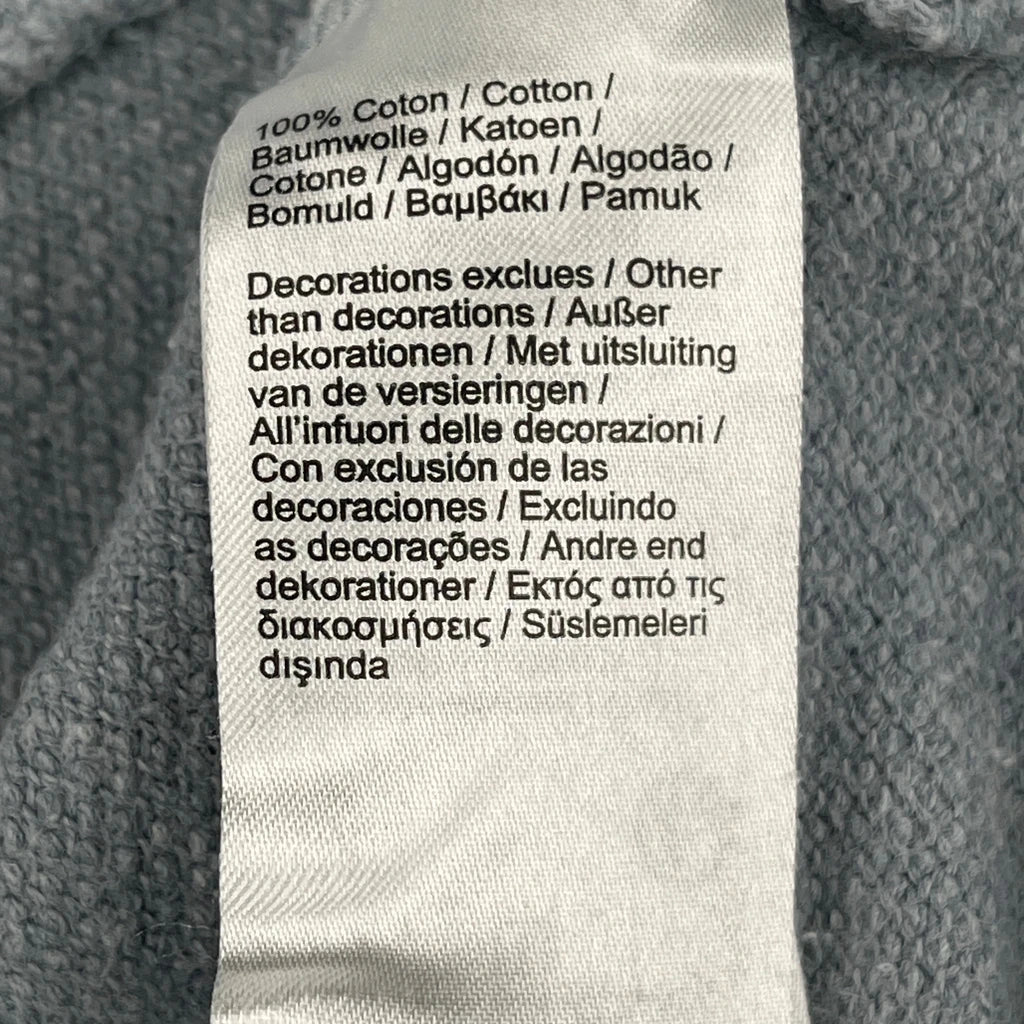 100% Coton / Cotton /
Baumwolle / Katoen /
Cotone / Algodón / Algodão /
Bomuld / Βαμβάκι / Pamuk
Decorations exclues / Other
than decorations / Außer
dekorationen / Met uitsluiting
van de versieringen /
All'infuori delle decorazioni /
Con exclusión de las
decoraciones / Excluindo
as decorações / Andre end
dekorationer / Εκτός από τις
διακοσμήσεις / Süslemeleri
dışında